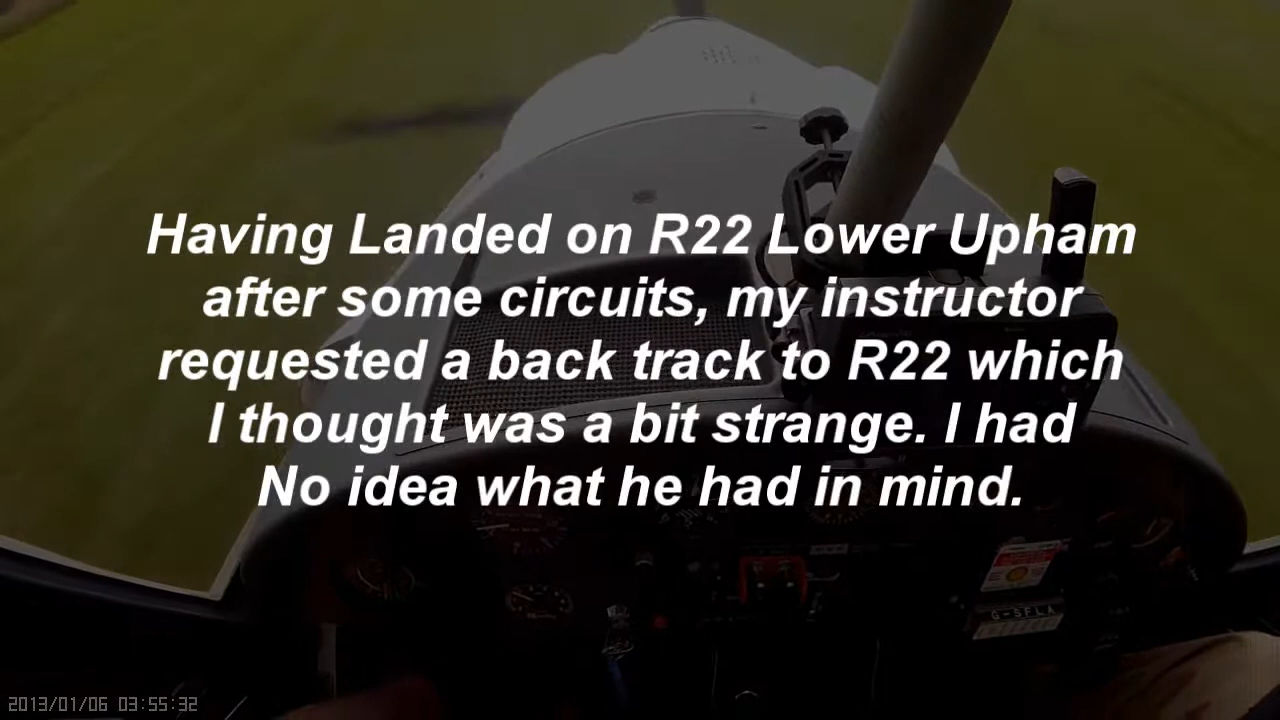 Having Landed on R22 Lower Upham
after some circuits, my instructor
requested a back track to R22 which
I thought was a bit strange. I had
No idea what he had in mind.
G-SFLA
2013/01/06 03:55:32